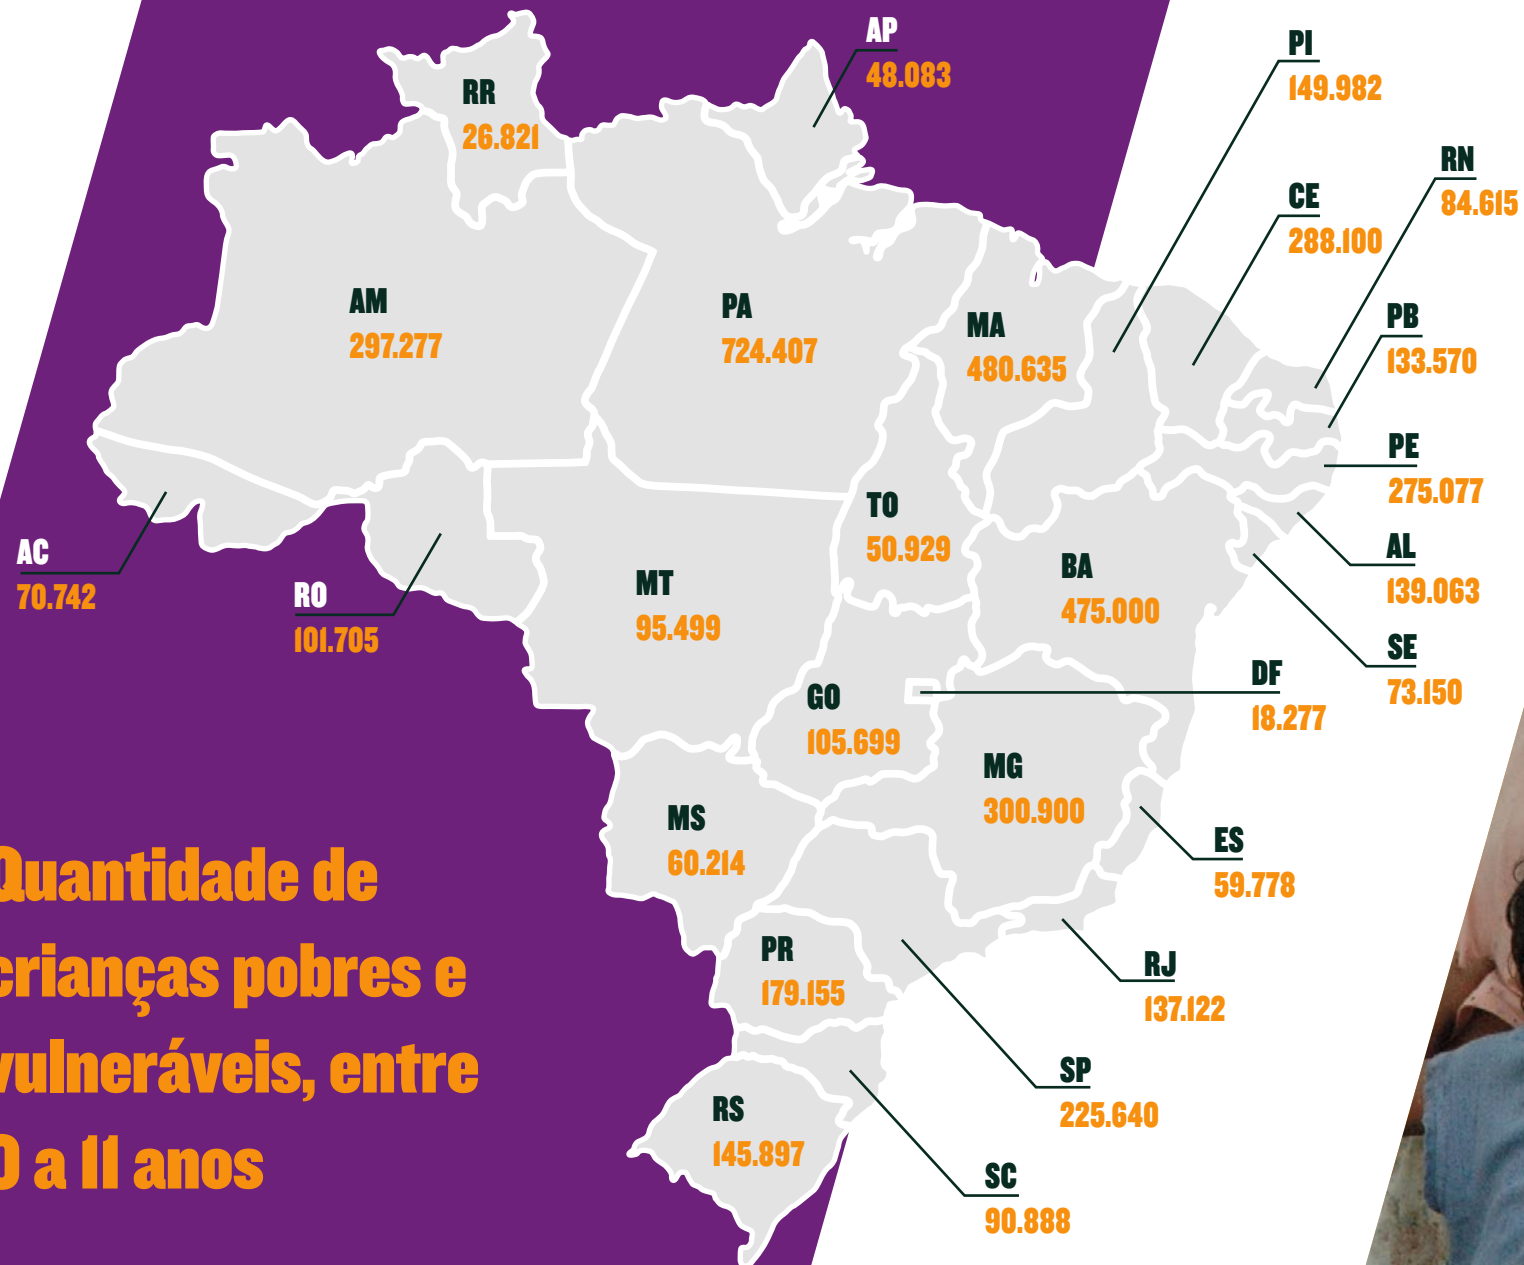 AP
48.083
PI
149.982
RR
26.821
RN
84.615
CE
288.100
AM
297.277
PA
724.407
MA
480.635
PB
133.570
PE
275.077
TO
50.929
AC
70.742
RO
101.705
MT
95.499
BA
475.000
AL
139.063
SE
73.150
DF
18.277
GO
105.699
MG
300.900
MS
60.214
ES
59.778
Quantidade de
crianças pobres e
vulneráveis, entre
0 a 11 anos
PR
179.155
RJ
137.122
SP
225.640
RS
145.897
SC
90.888